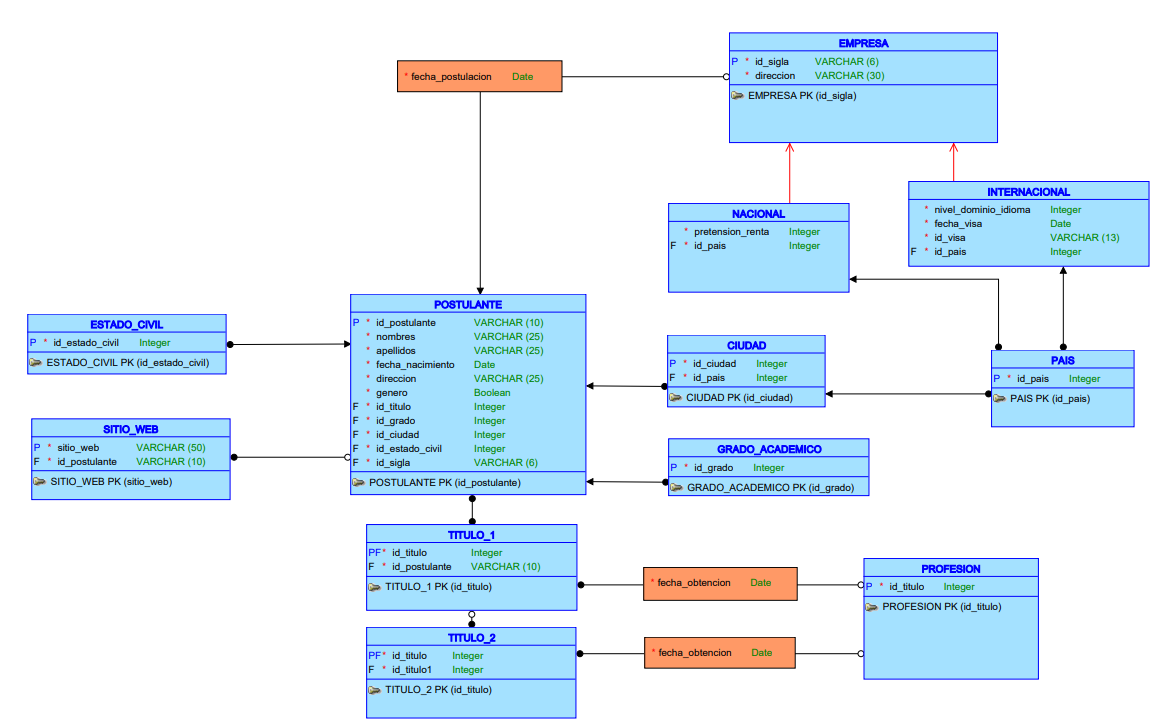 EMPRESA
P * id_sigla VARCHAR (6)
* direccion VARCHAR (30)
EMPRESA PK (id_sigla)
* fecha_postulacion Date
NACIONAL
* pretension_renta Integer
F * id_pais Integer
INTERNACIONAL
* nivel_dominio_idioma Integer
* fecha_visa Date
* id_visa VARCHAR (13)
F * id_pais Integer
ESTADO_CIVIL
P * id_estado_civil Integer
ESTADO_CIVIL PK (id_estado_civil)
POSTULANTE
P * id_postulante VARCHAR (10)
* nombres VARCHAR (25)
* apellidos VARCHAR (25)
fecha_nacimiento Date
* direccion VARCHAR (25)
* genero Boolean
F * id_titulo Integer
F * id_grado Integer
F * id_ciudad Integer
F * id_estado_civil Integer
F * id_sigla VARCHAR (6)
POSTULANTE PK (id_postulante)
CIUDAD
P * id_ciudad Integer
F * id_pais Integer
CIUDAD PK (id_ciudad)
PAIS
P * id_pais Integer
PAIS PK (id_pais)
SITIO_WEB
P * sitio_web VARCHAR (50)
F * id_postulante VARCHAR (10)
SITIO_WEB PK (sitio_web)
GRADO_ACADEMICO
P * id_grado Integer
GRADO_ACADEMICO PK (id_grado)
TITULO_1
PF * id_titulo Integer
F * id_postulante VARCHAR (10)
TITULO_1 PK (id_titulo)
* fecha_obtencion Date
PROFESION
P * id_titulo Integer
PROFESION PK (id_titulo)
TITULO_2
PF * id_titulo Integer
F * id_titulo1 Integer
TITULO_2 PK (id_titulo)
* fecha_obtencion Date